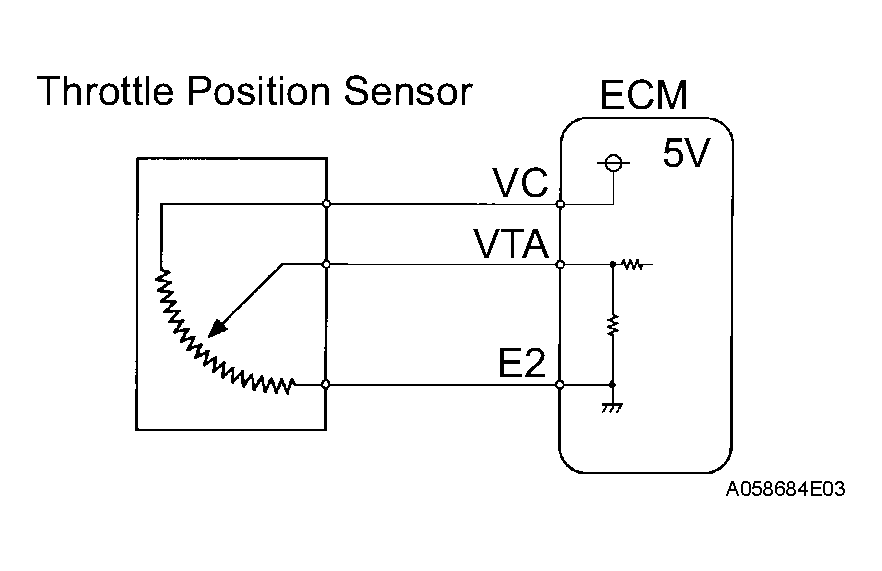 Throttle Position Sensor
ECM
5V
VC
VTA
E2
A058684E03